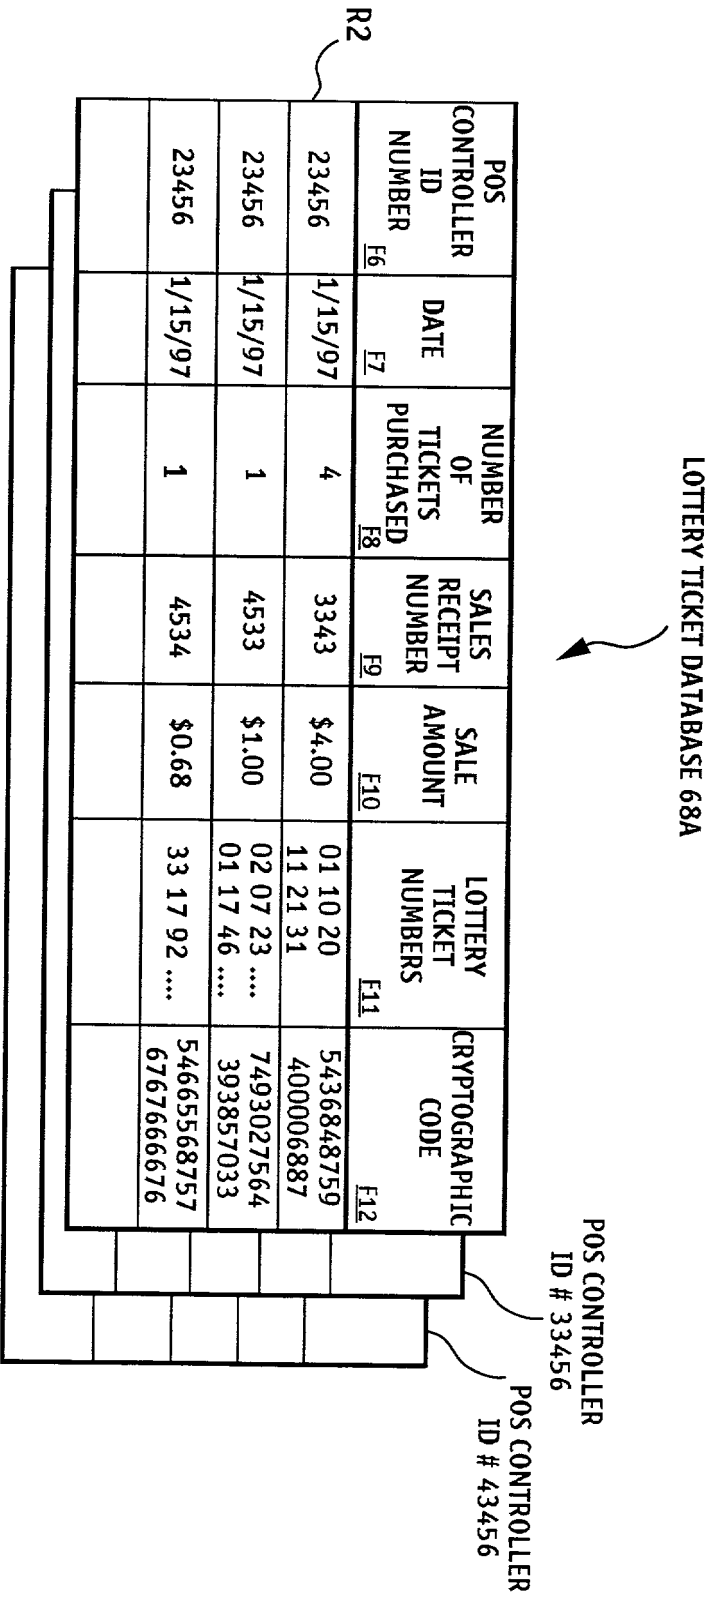 LOTTERY TICKET DATABASE 68A
R2
POS
CONTROLLER
ID
NUMBER
F6
DATE
F7
NUMBER
OF
TICKETS
PURCHASED
F8
SALES
RECEIPT
NUMBER
F9
SALE
AMOUNT
F10
LOTTERY
TICKET
NUMBERS
F11
CRYPTOGRAPHIC
CODE
F12
23456
1/15/97
4
3343
$4.00
01 10 20
11 21 31
5436848759
400006887
23456
1/15/97
1
4533
$1.00
02 07 23 ....
01 17 46 ....
7493027564
393857033
23456
1/15/97
1
4534
$0.68
33 17 92 ....
54665568757
6767666676
POS CONTROLLER
ID # 33456
POS CONTROLLER
ID # 43456